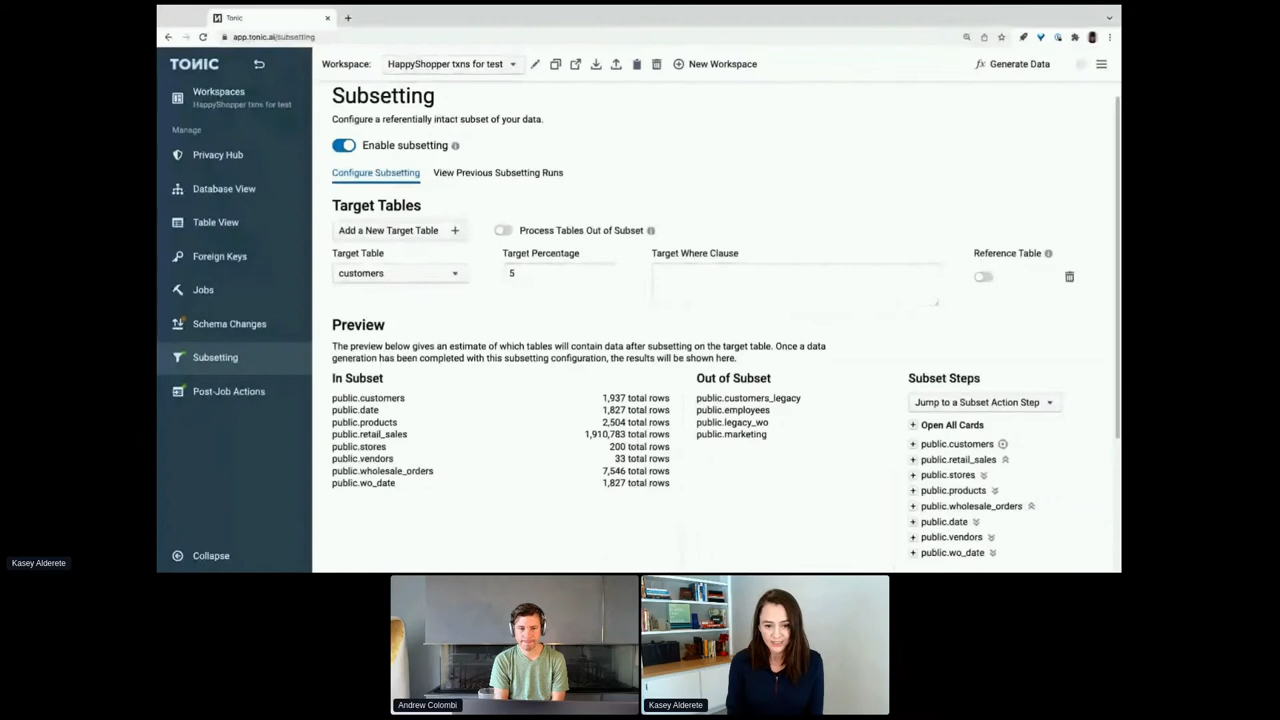 Tonic
app.tonic.ai/subsetting
TONIC
Workspace: HappyShopper txns for test New Workspace Generate Data
Workspaces
HappyShopper txns for test
Manage
Privacy Hub
Database View
Table View
Foreign Keys
Jobs
Schema Changes
Subsetting
Post-Job Actions
Collapse
Subsetting
Configure a referentially intact subset of your data.
Enable subsetting
Configure Subsetting View Previous Subsetting Runs
Target Tables
Add a New Target Table + Process Tables Out of Subset
Target Table Target Percentage Target Where Clause Reference Table
customers 5
Preview
The preview below gives an estimate of which tables will contain data after subsetting on the target table. Once a data
generation has been completed with this subsetting configuration, the results will be shown here.
In Subset
public.customers 1,937 total rows
public.date 1,827 total rows
public.products 2,504 total rows
public.retail_sales 1,910,783 total rows
public.stores 200 total rows
public.vendors 33 total rows
public.wholesale_orders 7,546 total rows
public.wo_date 1,827 total rows
Out of Subset
public.customers_legacy
public.employees
public.legacy_wo
public.marketing
Subset Steps
Jump to a Subset Action Step
+ Open All Cards
+ public.customers
+ public.retail_sales
+ public.stores
+ public.products
+ public.wholesale_orders
+ public.date
+ public.vendors
+ public.wo_date
Kasey Alderete
Andrew Colombi
Kasey Alderete